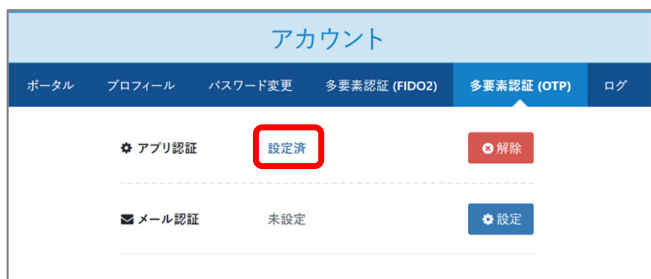 アカウント
ポータル プロフィール パスワード変更 多要素認証 (FIDO2) 多要素認証 (OTP) ログ
アプリ認証 設定済 解除
メール認証 未設定 設定